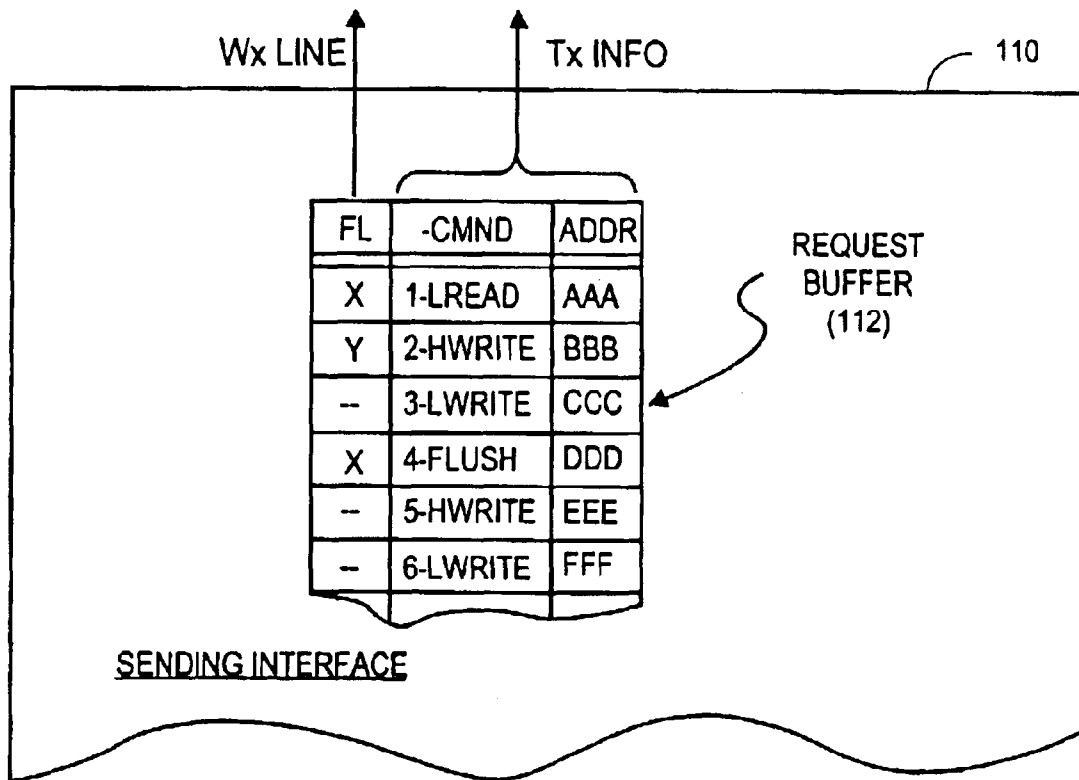 Wx LINE
Tx INFO
110
FL -CMND ADDR
X 1-LREAD AAA
Y 2-HWRITE BBB
-- 3-LWRITE CCC
X 4-FLUSH DDD
-- 5-HWRITE EEE
-- 6-LWRITE FFF
REQUEST
BUFFER
(112)
SENDING INTERFACE